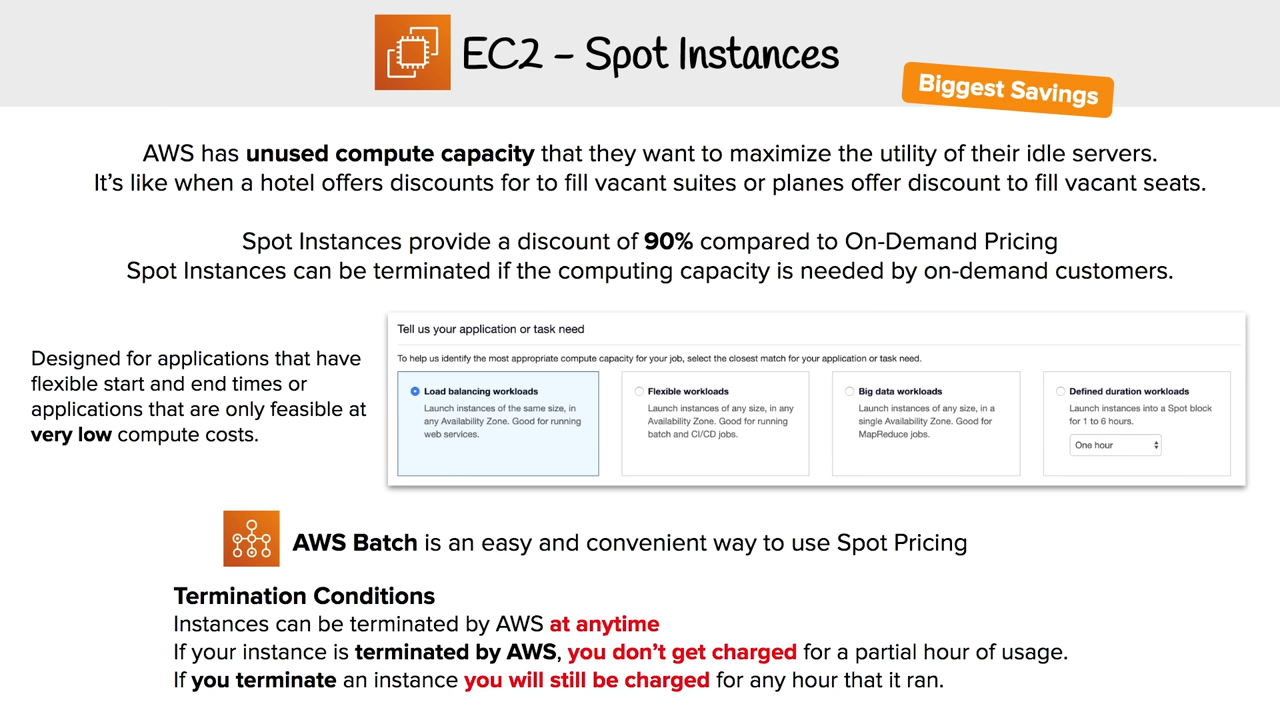 EC2 – Spot Instances
Biggest Savings
AWS has unused compute capacity that they want to maximize the utility of their idle servers.
It's like when a hotel offers discounts for to fill vacant suites or planes offer discount to fill vacant seats.
Spot Instances provide a discount of 90% compared to On-Demand Pricing
Spot Instances can be terminated if the computing capacity is needed by on-demand customers.
Designed for applications that have
flexible start and end times or
applications that are only feasible at
very low compute costs.
Tell us your application or task need
To help us identify the most appropriate compute capacity for your job, select the closest match for your application or task need.
Load balancing workloads
Launch instances of the same size, in
any Availability Zone. Good for running
web services.
Flexible workloads
Launch instances of any size, in any
Availability Zone. Good for running
batch and CI/CD jobs.
Big data workloads
Launch instances of any size, in a
single Availability Zone. Good for
MapReduce jobs.
Defined duration workloads
Launch instances into a Spot block
for 1 to 6 hours.
One hour
AWS Batch is an easy and convenient way to use Spot Pricing
Termination Conditions
Instances can be terminated by AWS at anytime
If your instance is terminated by AWS, you don't get charged for a partial hour of usage.
If you terminate an instance you will still be charged for any hour that it ran.